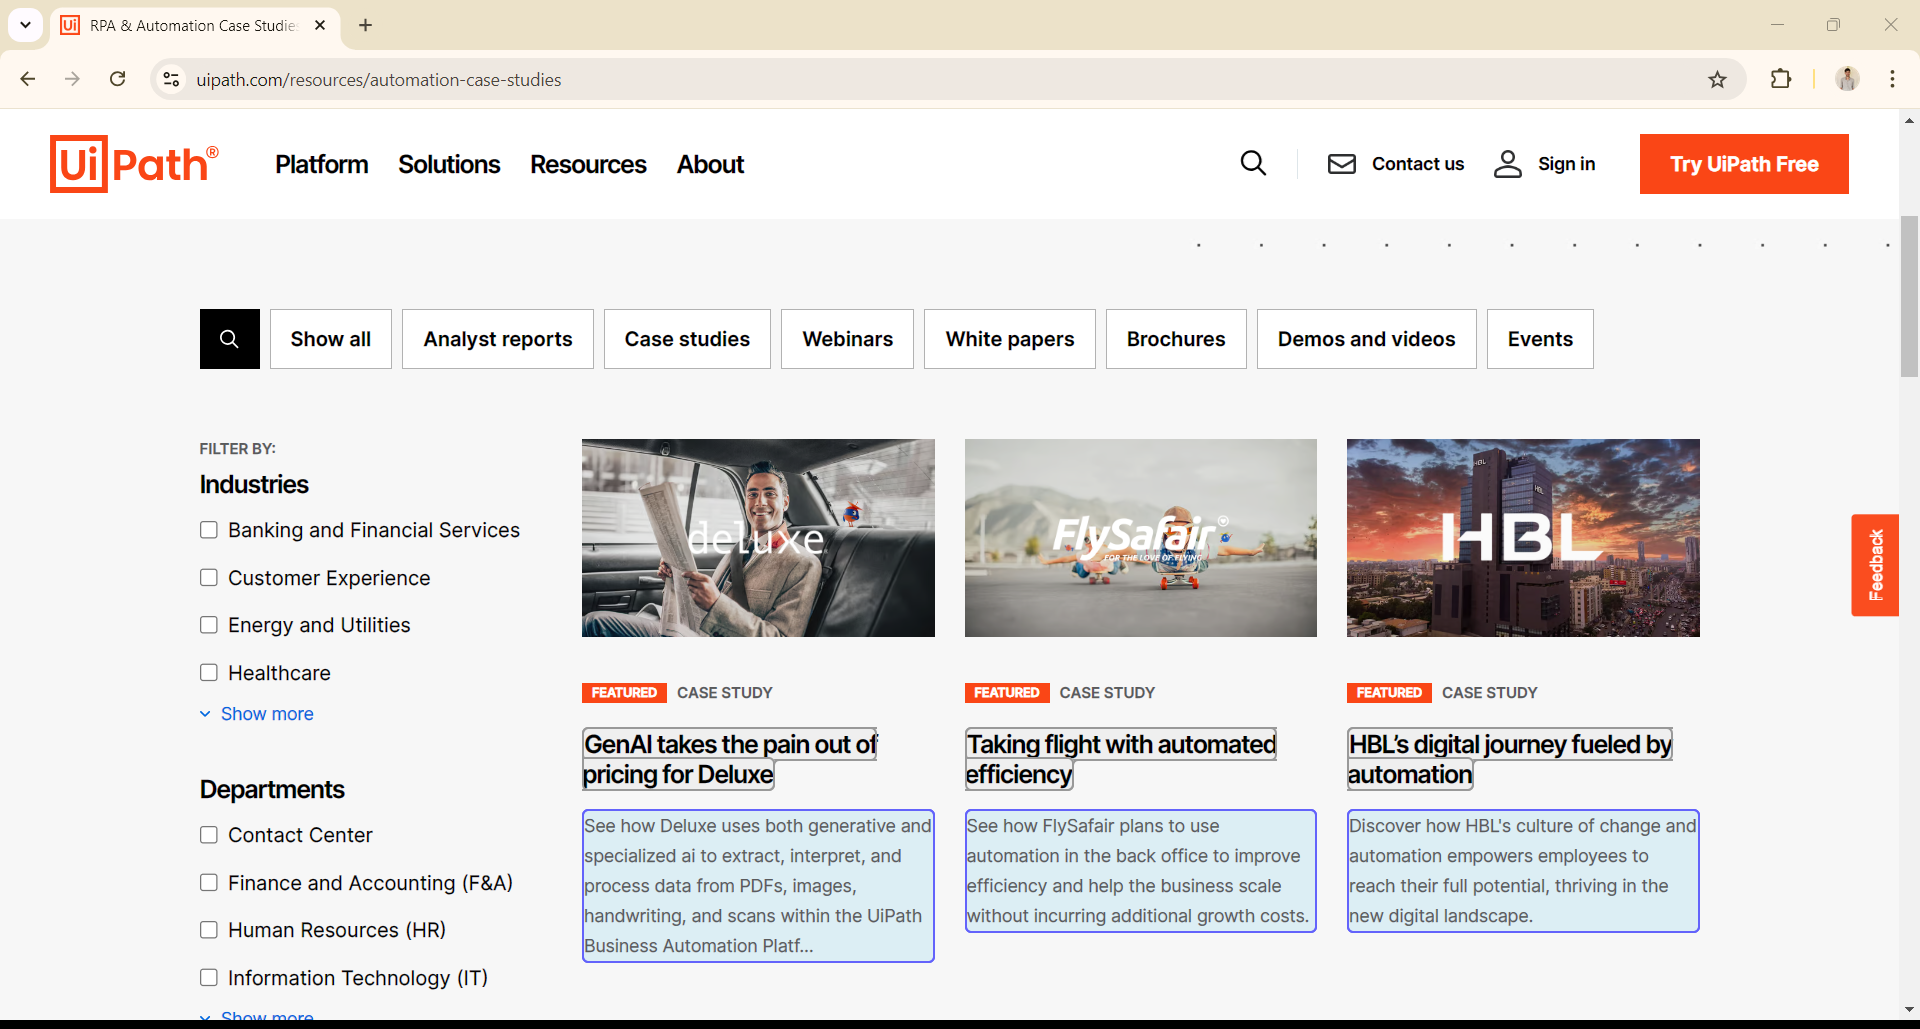 RPA & Automation Case Studies
uipath.com/resources/automation-case-studies
UiPath®
Platform
Solutions
Resources
About
Contact us
Sign in
Try UiPath Free
Show all
Analyst reports
Case studies
Webinars
White papers
Brochures
Demos and videos
Events
FILTER BY:
Industries
Banking and Financial Services
Customer Experience
Energy and Utilities
Healthcare
Show more
Departments
Contact Center
Finance and Accounting (F&A)
Human Resources (HR)
Information Technology (IT)
Show more
deluxe
FEATURED CASE STUDY
GenAI takes the pain out of
pricing for Deluxe
See how Deluxe uses both generative and
specialized ai to extract, interpret, and
process data from PDFs, images,
handwriting, and scans within the UiPath
Business Automation Platf...
FlySafair
FOR THE LOVE OF FLYING
FEATURED CASE STUDY
Taking flight with automated
efficiency
See how FlySafair plans to use
automation in the back office to improve
efficiency and help the business scale
without incurring additional growth costs.
HBL
HBL
HBL
FEATURED CASE STUDY
HBL’s digital journey fueled by
automation
Discover how HBL's culture of change and
automation empowers employees to
reach their full potential, thriving in the
new digital landscape.
Feedback